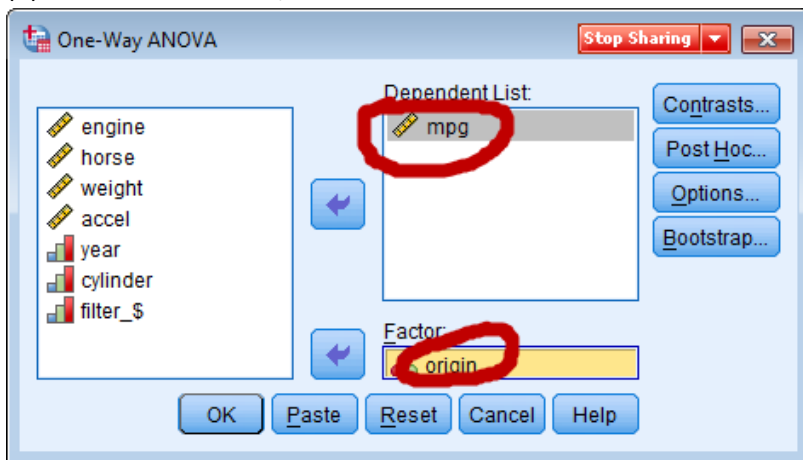 One-Way ANOVA
Stop Sharing
Dependent List:
engine
horse
weight
accel
year
cylinder
filter_$
mpg
Contrasts...
Post Hoc...
Options...
Bootstrap...
Factor:
origin
OK Paste Reset Cancel Help